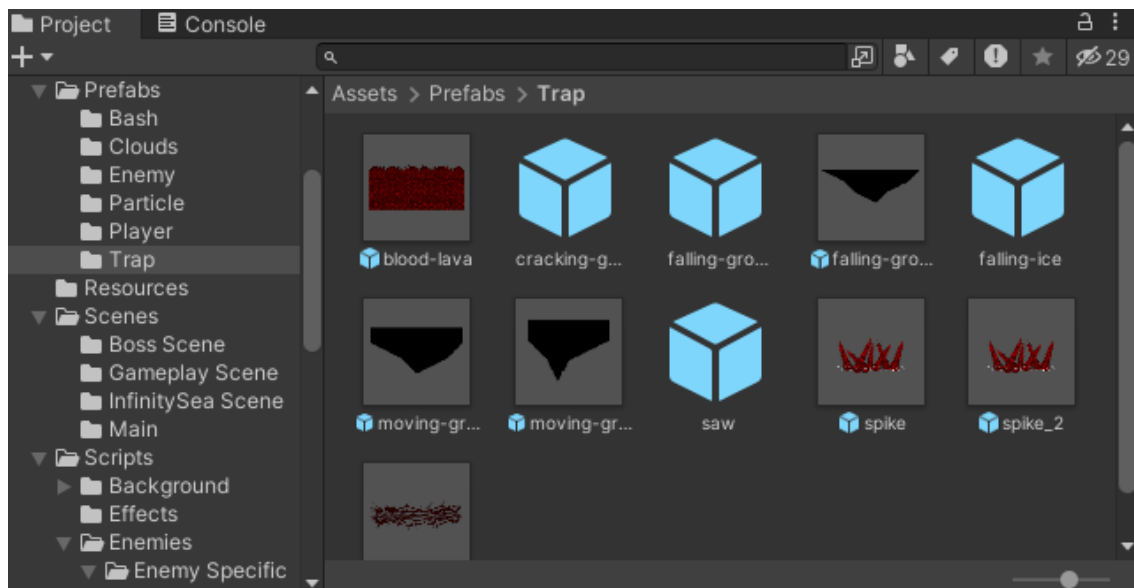 Project Console
29
Prefabs
Bash
Clouds
Enemy
Particle
Player
Trap
Resources
Scenes
Boss Scene
Gameplay Scene
InfinitySea Scene
Main
Scripts
Background
Effects
Enemies
Enemy Specific
Assets > Prefabs > Trap
blood-lava cracking-g... falling-gro... falling-gro... falling-ice
moving-gr... moving-gr... saw spike spike_2